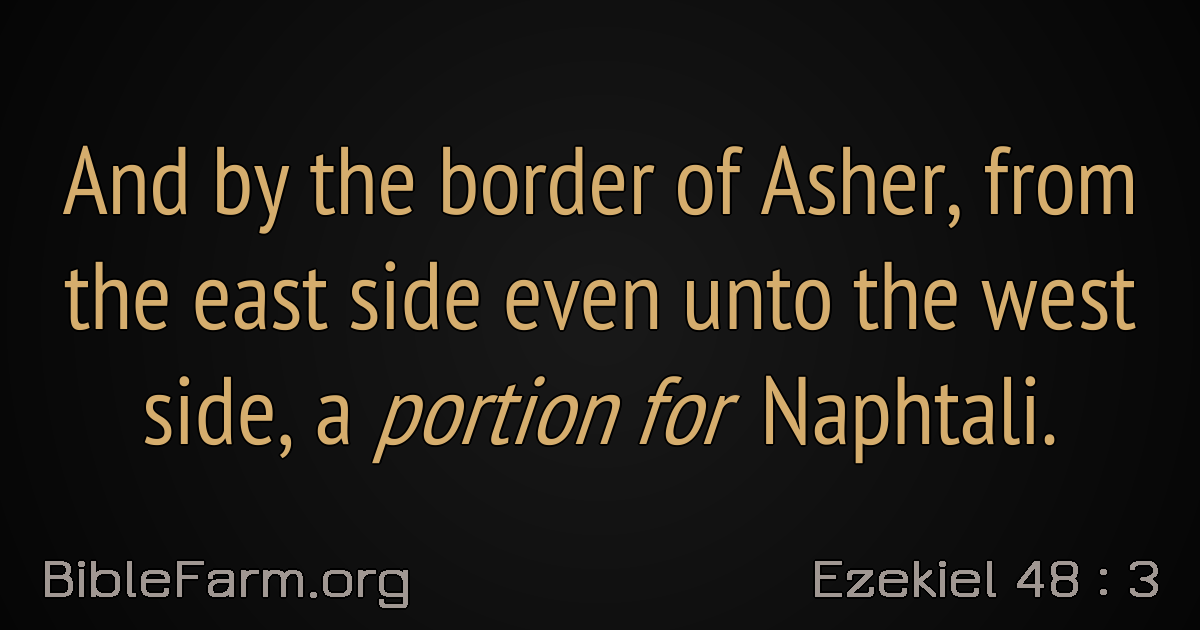 And by the border of Asher, from
the east side even unto the west
side, a portion for Naphtali.
BibleFarm.org
Ezekiel 48 : 3